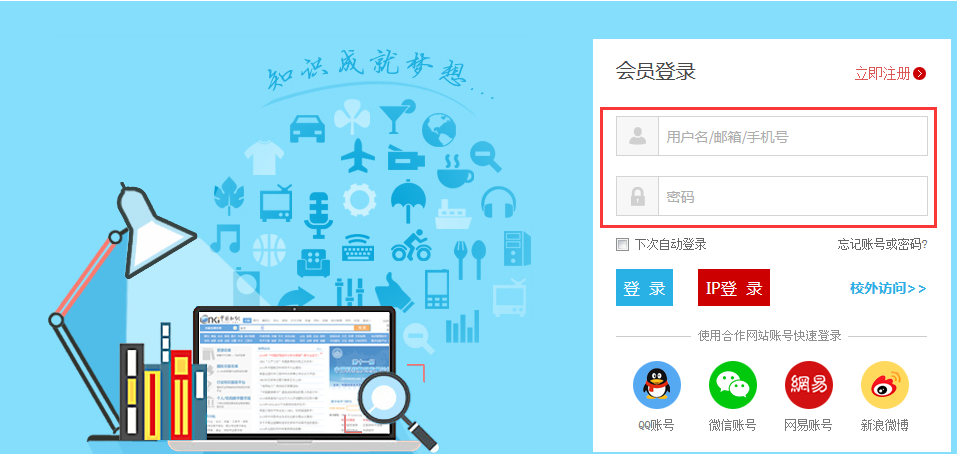 知识成就梦想...
会员登录
立即注册
用户名/邮箱/手机号
密码
下次自动登录
忘记账号或密码?
登 录
IP登 录
校外访问>>
使用合作网站账号快速登录
網易
QQ账号
微信账号
网易账号
新浪微博